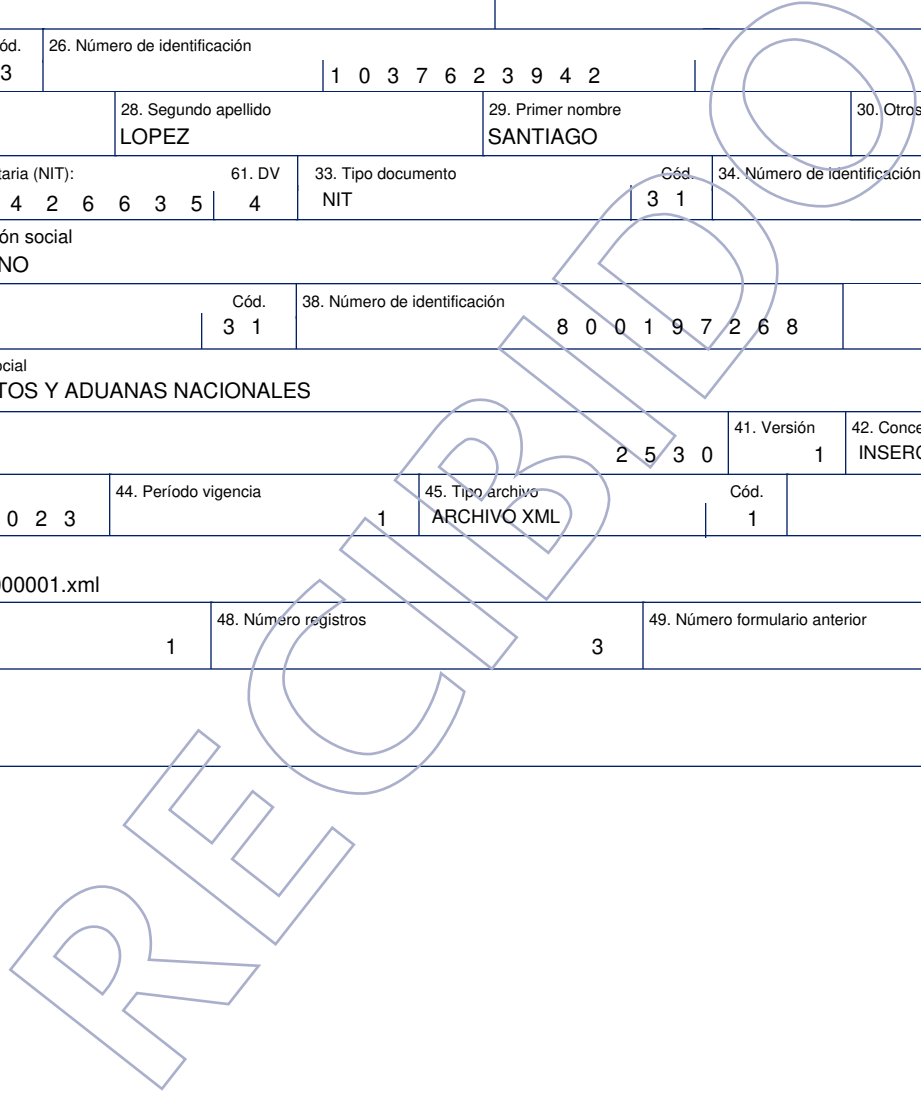 ód. 26. Número de identificación
3 1 0 3 7 6 2 3 9 4 2
28. Segundo apellido 29. Primer nombre 30. Otros
LOPEZ SANTIAGO
taria (NIT): 61. DV 33. Tipo documento Cód. 34. Número de identificación
4 2 6 6 3 5 4 NIT 3 1
ón social
NO
Cód. 38. Número de identificación
3 1 8 0 0 1 9 7 2 6 8
ocial
TOS Y ADUANAS NACIONALES
41. Versión 42. Conce
2 5 3 0 1 INSERC
44. Período vigencia 45. Tipo archivo Cód.
0 2 3 1 ARCHIVO XML 1
000001.xml
48. Número registros 49. Número formulario anterior
1 3
RECIBIDO